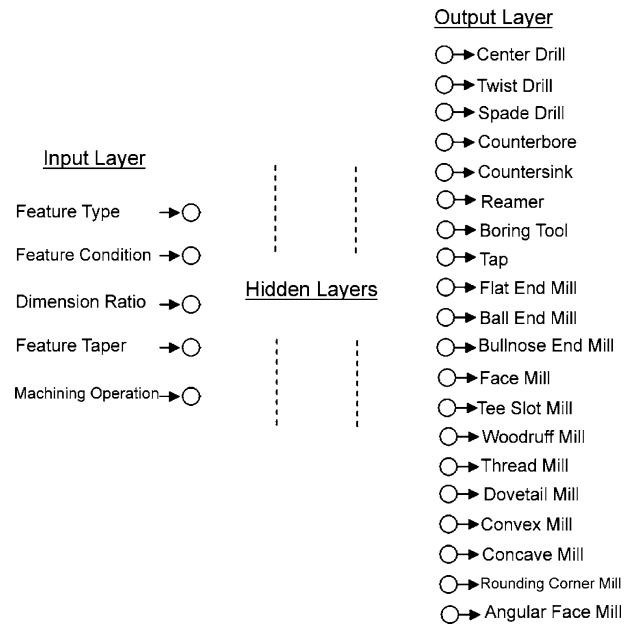 Output Layer
Center Drill
Twist Drill
Spade Drill
Counterbore
Countersink
Reamer
Boring Tool
Tap
Flat End Mill
Ball End Mill
Bullnose End Mill
Face Mill
Tee Slot Mill
Woodruff Mill
Thread Mill
Dovetail Mill
Convex Mill
Concave Mill
Rounding Corner Mill
Angular Face Mill
Input Layer
Feature Type
Feature Condition
Dimension Ratio
Feature Taper
Machining Operation
Hidden Layers